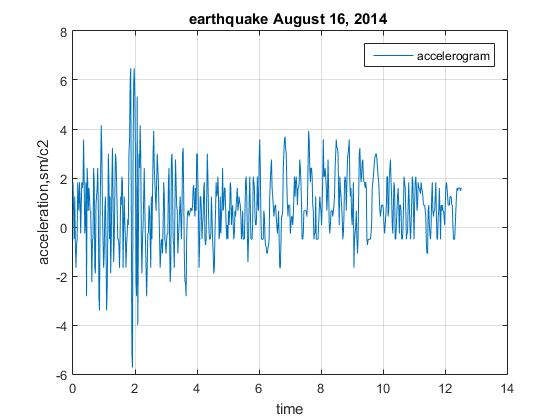 earthquake August 16, 2014
accelerogram
acceleration,sm/c2
8
6
4
2
0
-2
-4
-6
0 2 4 6 8 10 12 14
time